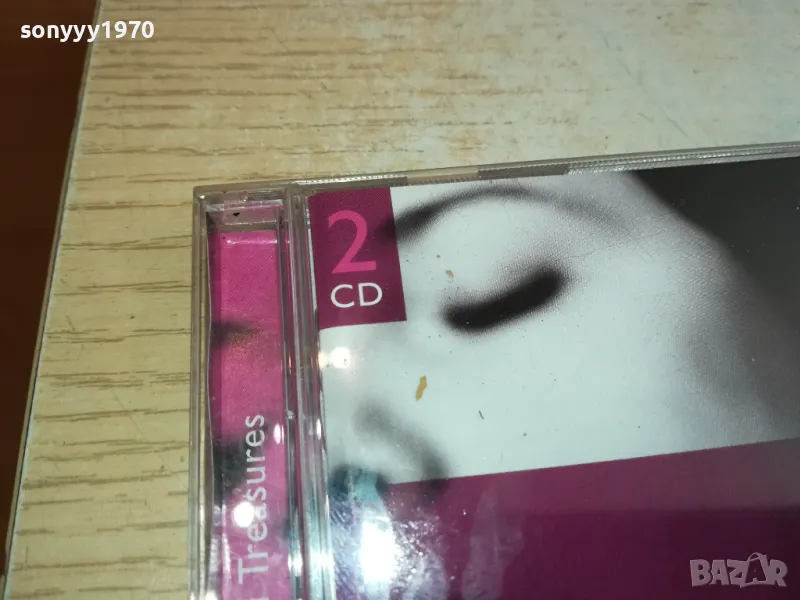 sonyyy1970
2
CD
Treasures
BAZAR